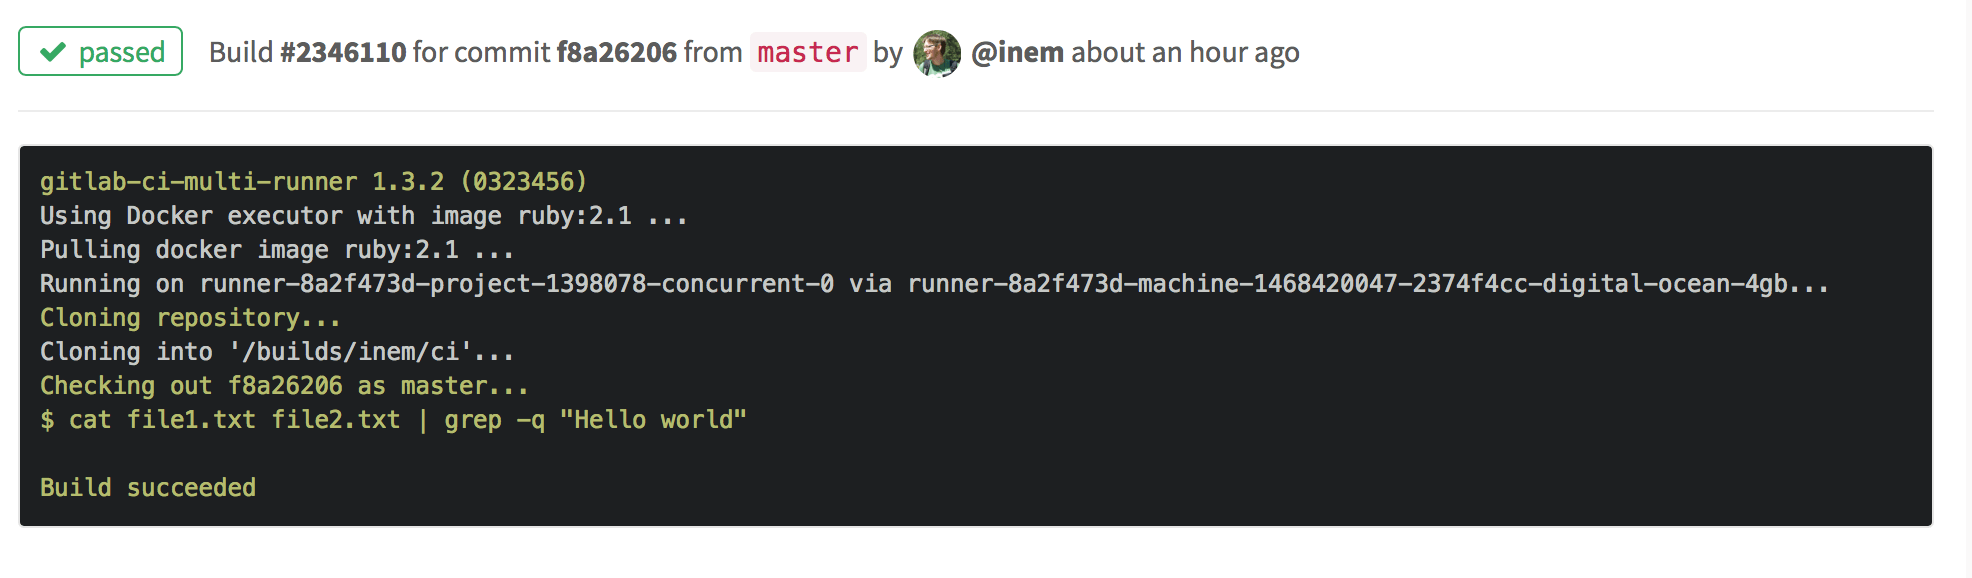 passed Build #2346110 for commit f8a26206 from master by @inem about an hour ago
gitlab-ci-multi-runner 1.3.2 (0323456)
Using Docker executor with image ruby:2.1 ...
Pulling docker image ruby:2.1 ...
Running on runner-8a2f473d-project-1398078-concurrent-0 via runner-8a2f473d-machine-1468420047-2374f4cc-digital-ocean-4gb...
Cloning repository...
Cloning into '/builds/inem/ci'...
Checking out f8a26206 as master...
$ cat file1.txt file2.txt | grep -q "Hello world"
Build succeeded